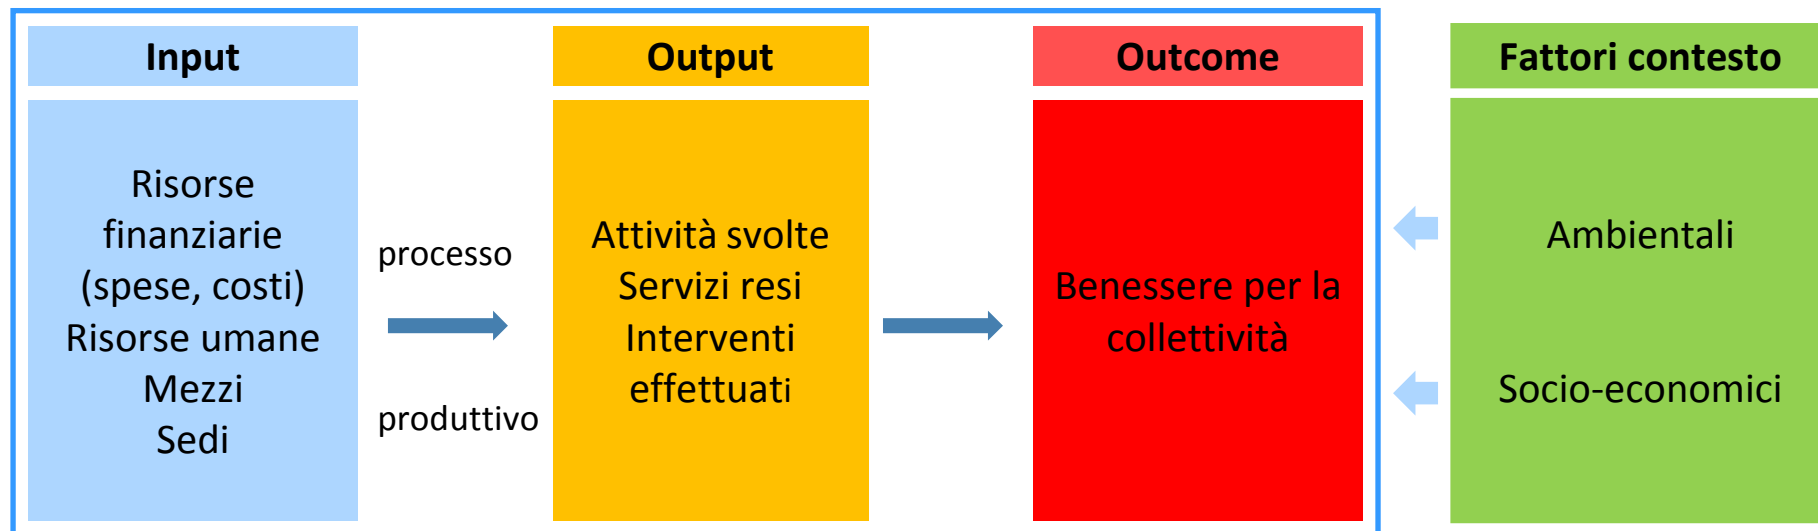 Input
Risorse
finanziarie
(spese, costi)
Risorse umane
Mezzi
Sedi
processo
produttivo
Output
Attività svolte
Servizi resi
Interventi
effettuati
Outcome
Benessere per la
collettività
Fattori contesto
Ambientali
Socio-economici